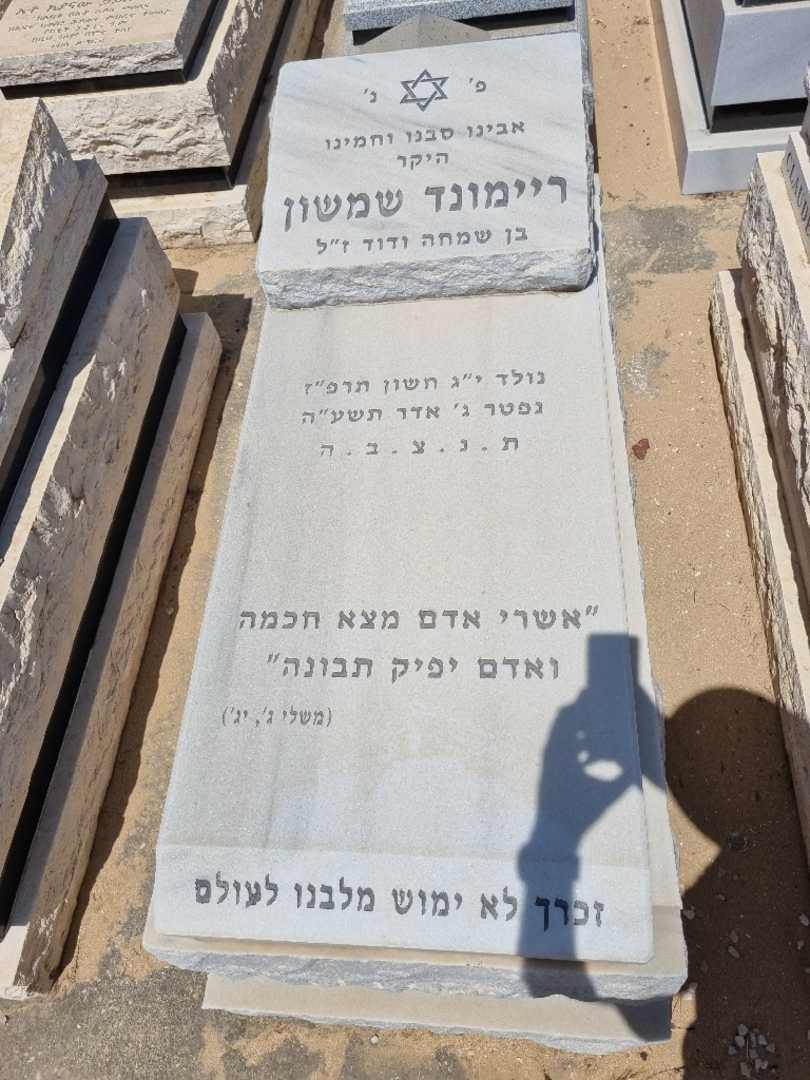 פ׳ נ׳
אבינו סבנו וחמינו
היקר
ריימונד שמשון
בן שמחה ודוד ז״ל
נולד י״ג חשון תרפ״ז
נפטר ג׳ אדר תשע״ה
ת . נ . צ . ב . ה
״אשרי אדם מצא חכמה
ואדם יפיק תבונה״
(משלי ג׳, יג׳)
זכרך לא ימוש מלבנו לעולם